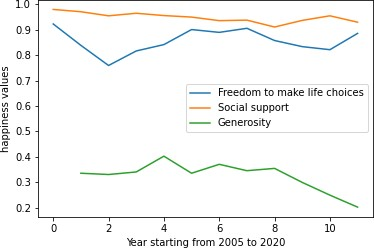 1.0
0.9
0.8
0.7
0.6
0.5
0.4
0.3
0.2
happiness values
Freedom to make life choices
Social support
Generosity
0 2 4 6 8 10
Year starting from 2005 to 2020